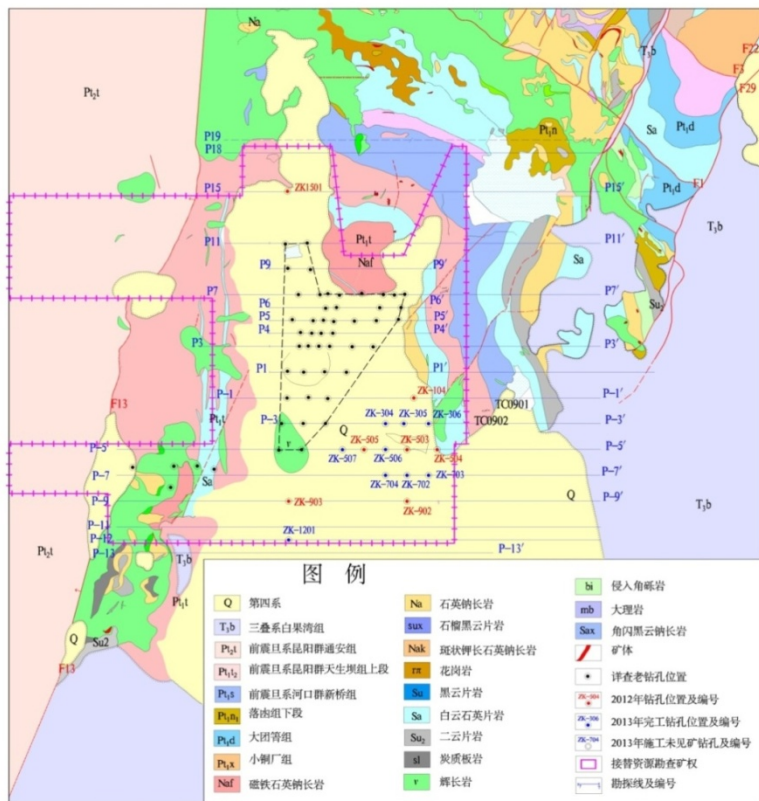 Na
T₃b
F22
F3
F29
Pt₂t
Pt₁n
Sa
Pt₁d
P19
P18
P15
ZK1501
P15′
Pt₁d
F1
T₃b
P11
Pt₁t
P11′
Naf
Sa
P9
P9′
P7
P7′
P6
P6′
Su₂
P5
P5′
P4
P4′
P3
P3′
P1
P1′
P-1
ZK-104
P-1′
F13
TC0901
Pt₁t
P-3
ZK-304
ZK-305
ZK-306
TC0902
P-3′
Q
P-5′
ZK-505
ZK-503
P-5′
ZK-507
ZK-506
ZK-504
P-7
Sa
ZK-704
ZK-702
ZK-703
P-7′
P-9
ZK-903
ZK-902
Q
P-9′
P-11
ZK-1201
P-12
Pt₂t
P-13
T₃b
P-13′
Pt₁t
Q
Su2
F13
图 例
Q 第四系
T₃b 三叠系白果湾组
Pt₂t 前震旦系昆阳群通安组
Pt₁t₂ 前震旦系昆阳群天生坝组上段
Pt₁s 前震旦系河口群新桥组
Pt₁n₁ 落凼组下段
Pt₁d 大团箐组
Pt₁x 小铜厂组
Naf 磁铁石英钠长岩
Na 石英钠长岩
sux 石榴黑云片岩
Nak 斑状钾长石英钠长岩
rπ 花岗岩
Su 黑云片岩
Sa 白云石英片岩
Su₂ 二云片岩
sl 炭质板岩
v 辉长岩
bi 侵入角砾岩
mb 大理岩
Sax 角闪黑云钠长岩
矿体
详查老钻孔位置
ZK-504 2012年钻孔位置及编号
ZK-306 2013年完工钻孔位置及编号
ZK-704 2013年施工未见矿钻孔及编号
接替资源勘查矿权
勘探线及编号